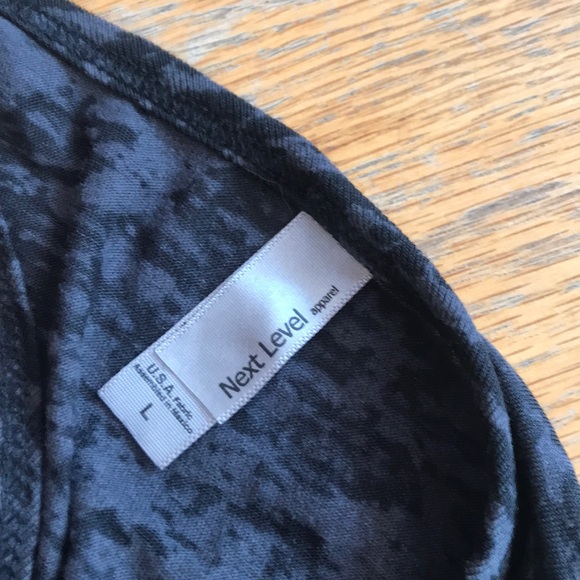 Next Level apparel
U.S.A. Fabric
Assembled in Mexico
L